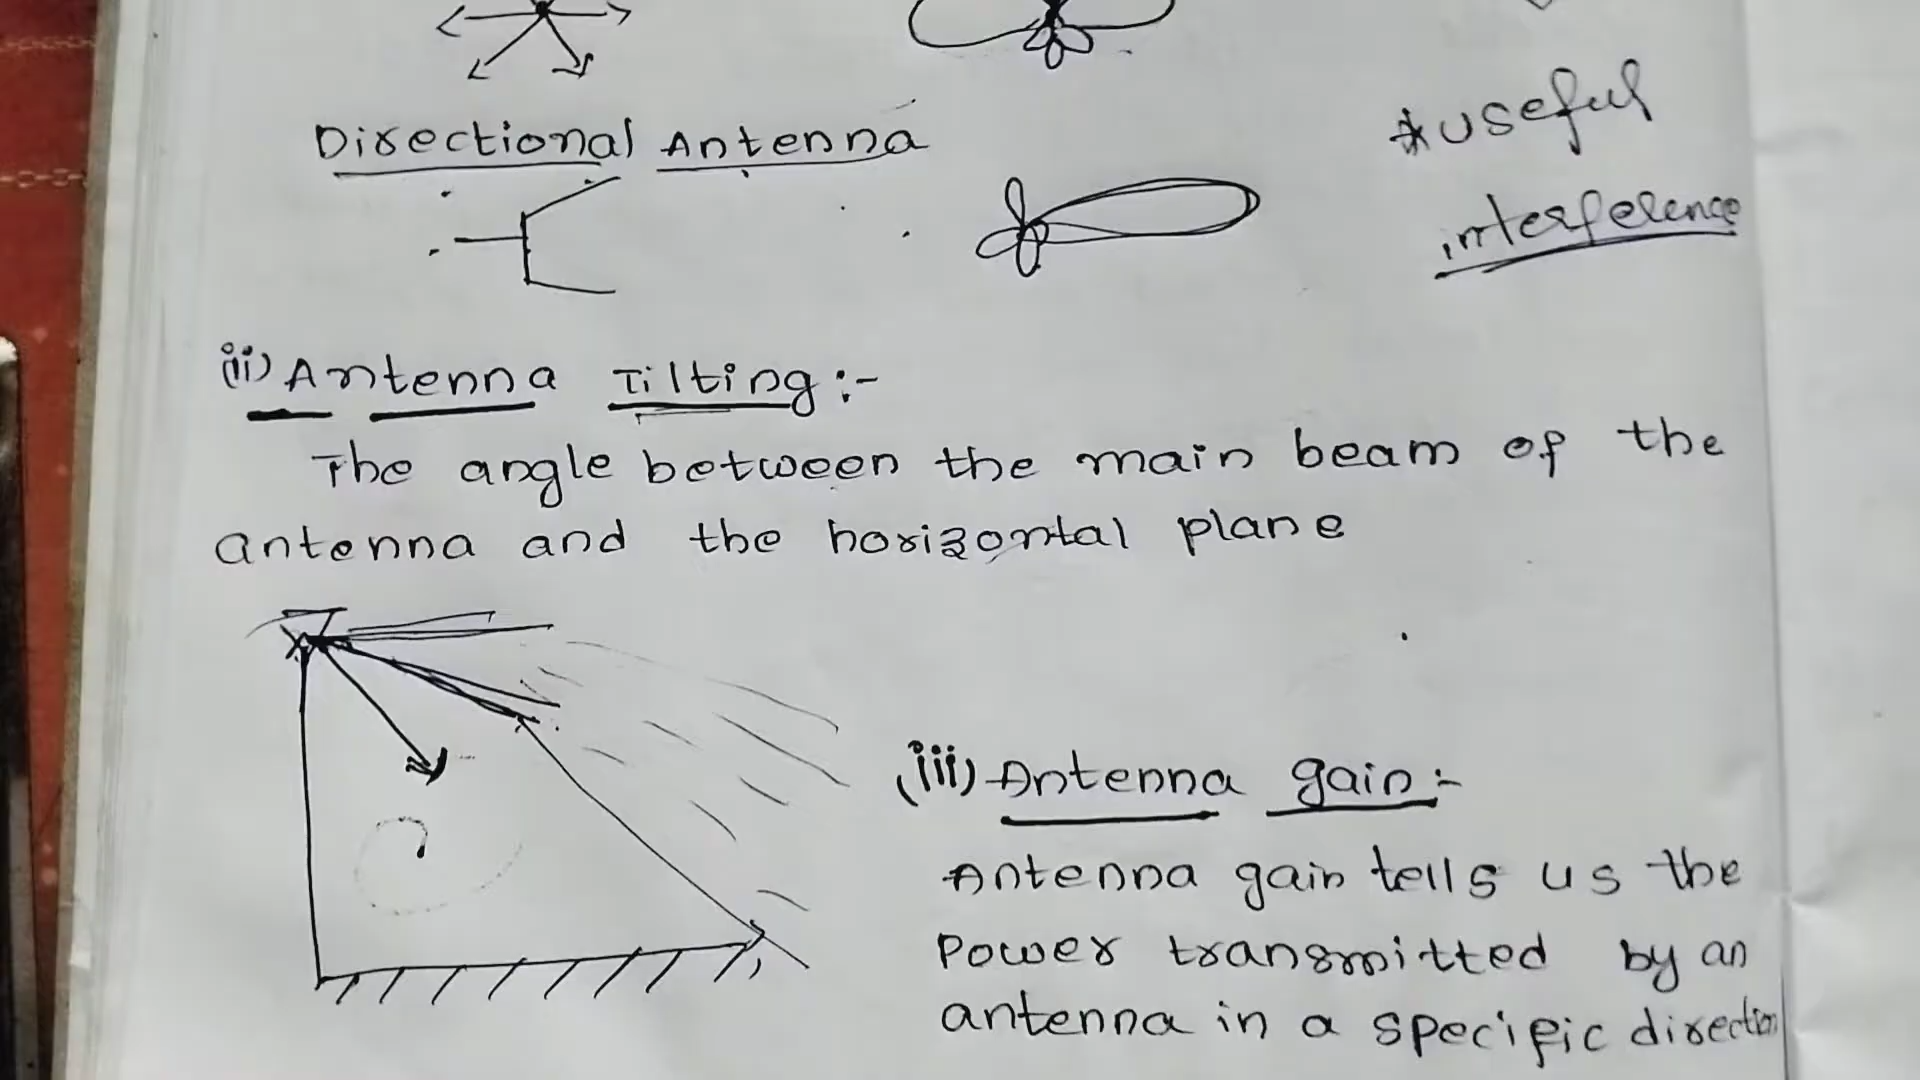 Directional Antenna
*useful
interference
(ii) Antenna Tilting:-
The angle between the main beam of the
antenna and the horizontal plane
(iii) Antenna gain:-
Antenna gain tells us the
Power transmitted by an
antenna in a specific direction